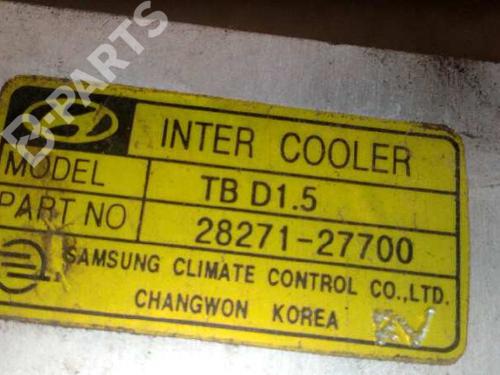 B-PARTS
INTER COOLER
MODEL TB D1.5
PART NO 28271-27700
SAMSUNG CLIMATE CONTROL CO.,LTD.
CHANGWON KOREA